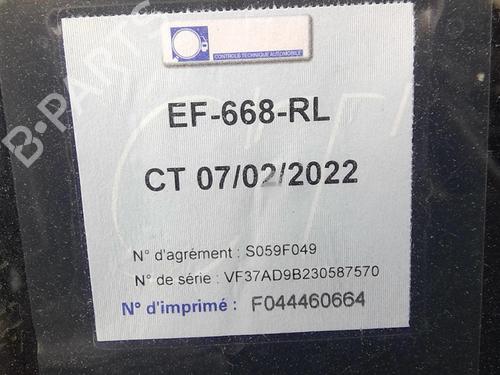 CONTROLE TECHNIQUE AUTOMOBILE
EF-668-RL
CT 07/02/2022
N° d'agrément : S059F049
N° de série : VF37AD9B230587570
N° d'imprimé : F044460664
B-PARTS